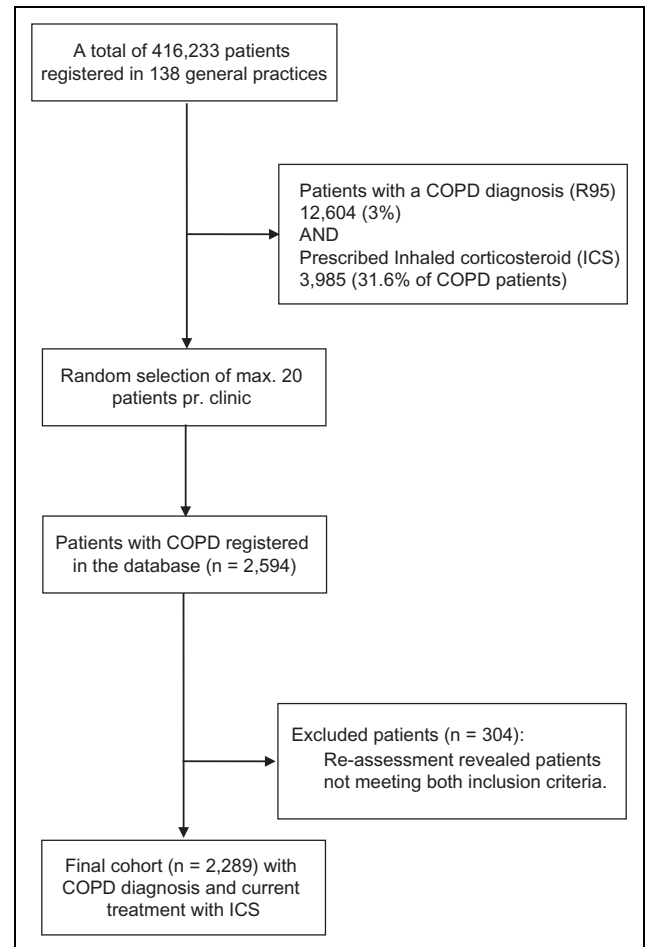 A total of 416,233 patients
registered in 138 general practices
Patients with a COPD diagnosis (R95)
12,604 (3%)
AND
Prescribed Inhaled corticosteroid (ICS)
3,985 (31.6% of COPD patients)
Random selection of max. 20
patients pr. clinic
Patients with COPD registered
in the database (n = 2,594)
Excluded patients (n = 304):
Re-assessment revealed patients
not meeting both inclusion criteria.
Final cohort (n = 2,289) with
COPD diagnosis and current
treatment with ICS